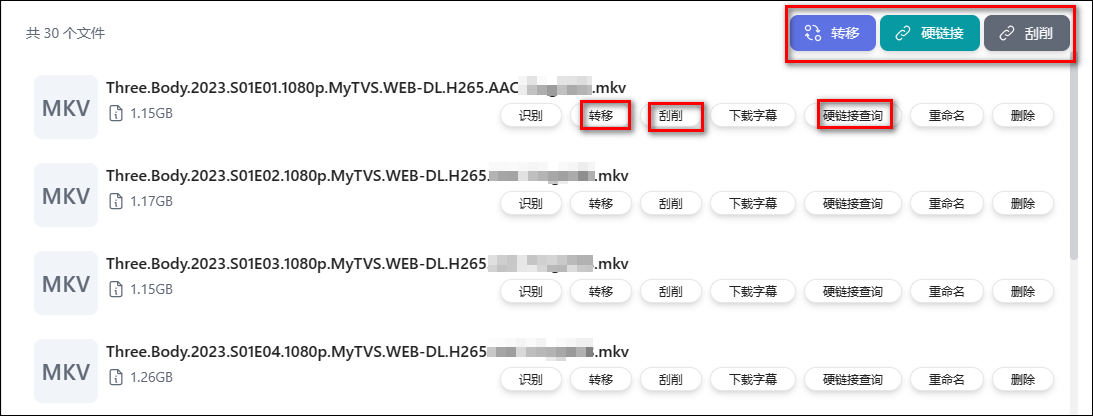 共 30 个文件 转移 硬链接 刮削
MKV Three.Body.2023.S01E01.1080p.MyTVS.WEB-DL.H265.AAC .mkv
1.15GB 识别 转移 刮削 下载字幕 硬链接查询 重命名 删除
MKV Three.Body.2023.S01E02.1080p.MyTVS.WEB-DL.H265. .mkv
1.17GB 识别 转移 刮削 下载字幕 硬链接查询 重命名 删除
MKV Three.Body.2023.S01E03.1080p.MyTVS.WEB-DL.H265. .mkv
1.15GB 识别 转移 刮削 下载字幕 硬链接查询 重命名 删除
MKV Three.Body.2023.S01E04.1080p.MyTVS.WEB-DL.H265 .mkv
1.26GB 识别 转移 刮削 下载字幕 硬链接查询 重命名 删除